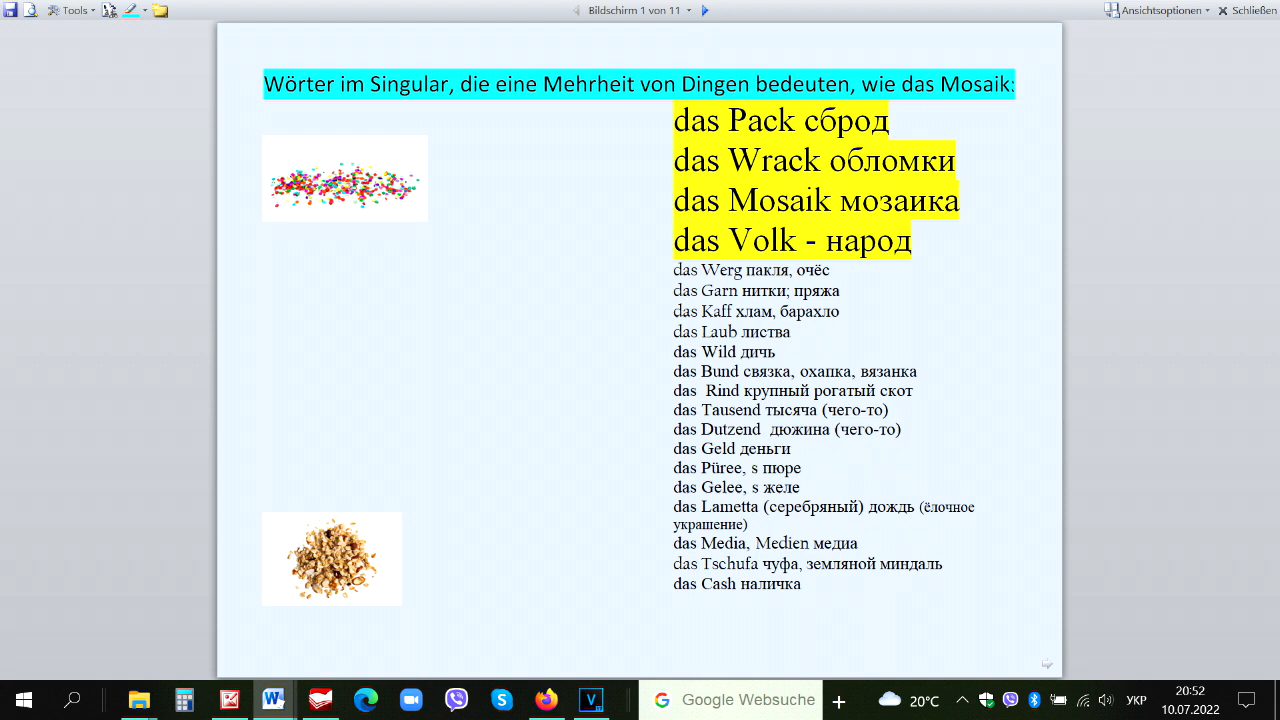 Tools
Bildschirm 1 von 11
Ansichtsoptionen
Schließen
Wörter im Singular, die eine Mehrheit von Dingen bedeuten, wie das Mosaik:
das Pack сброд
das Wrack обломки
das Mosaik мозаика
das Volk - народ
das Werg пакля, очёс
das Garn нитки; пряжа
das Kaff хлам, барахло
das Laub листва
das Wild дичь
das Bund связка, охапка, вязанка
das Rind крупный рогатый скот
das Tausend тысяча (чего-то)
das Dutzend дюжина (чего-то)
das Geld деньги
das Püree, s пюре
das Gelee, s желе
das Lametta (серебряный) дождь (ёлочное
украшение)
das Media, Medien медиа
das Tschufa чуфа, земляной миндаль
das Cash наличка
Google Websuche
20°C
УКР
20:52
10.07.2022